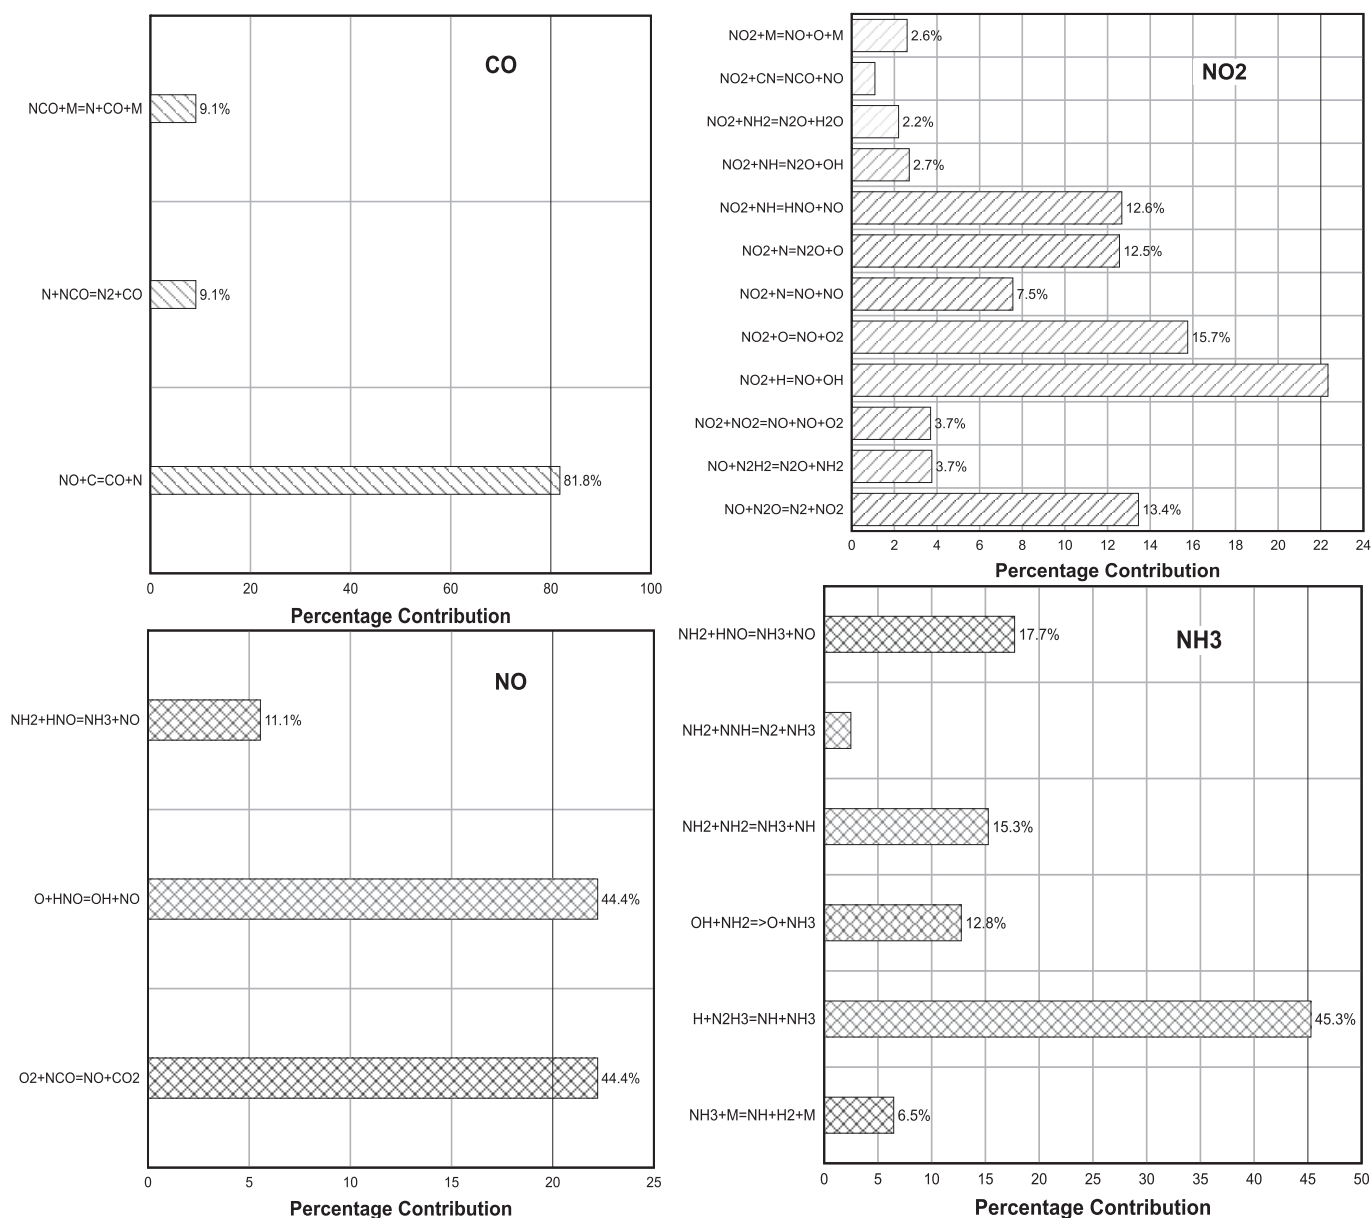 CO
NCO+M=N+CO+M
9.1%
N+NCO=N2+CO
9.1%
NO+C=CO+N
81.8%
0 20 40 60 80 100
Percentage Contribution
NO2
NO2+M=NO+O+M
2.6%
NO2+CN=NCO+NO
NO2+NH2=N2O+H2O
2.2%
NO2+NH=N2O+OH
2.7%
NO2+NH=HNO+NO
12.6%
NO2+N=N2O+O
12.5%
NO2+N=NO+NO
7.5%
NO2+O=NO+O2
15.7%
NO2+H=NO+OH
NO2+NO2=NO+NO+O2
3.7%
NO+N2H2=N2O+NH2
3.7%
NO+N2O=N2+NO2
13.4%
0 2 4 6 8 10 12 14 16 18 20 22 24
Percentage Contribution
NO
NH2+HNO=NH3+NO
11.1%
O+HNO=OH+NO
44.4%
O2+NCO=NO+CO2
44.4%
0 5 10 15 20 25
Percentage Contribution
NH3
NH2+HNO=NH3+NO
17.7%
NH2+NNH=N2+NH3
NH2+NH2=NH3+NH
15.3%
OH+NH2=>O+NH3
12.8%
H+N2H3=NH+NH3
45.3%
NH3+M=NH+H2+M
6.5%
0 5 10 15 20 25 30 35 40 45 50
Percentage Contribution